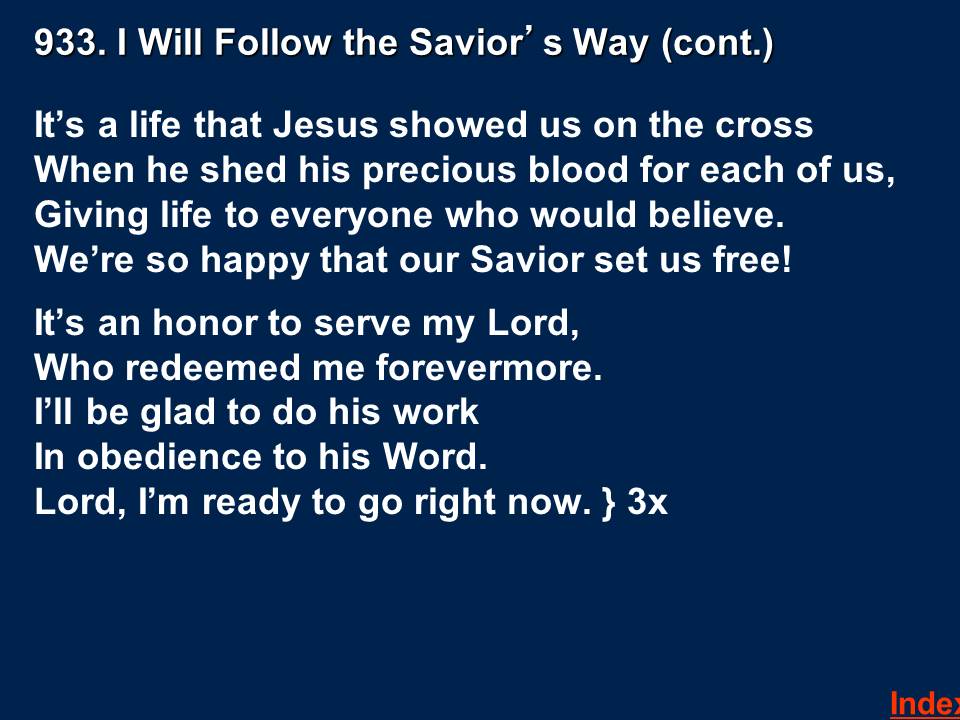 933. I Will Follow the Savior’s Way (cont.)
It’s a life that Jesus showed us on the cross
When he shed his precious blood for each of us,
Giving life to everyone who would believe.
We’re so happy that our Savior set us free!
It’s an honor to serve my Lord,
Who redeemed me forevermore.
I’ll be glad to do his work
In obedience to his Word.
Lord, I’m ready to go right now. } 3x
Index